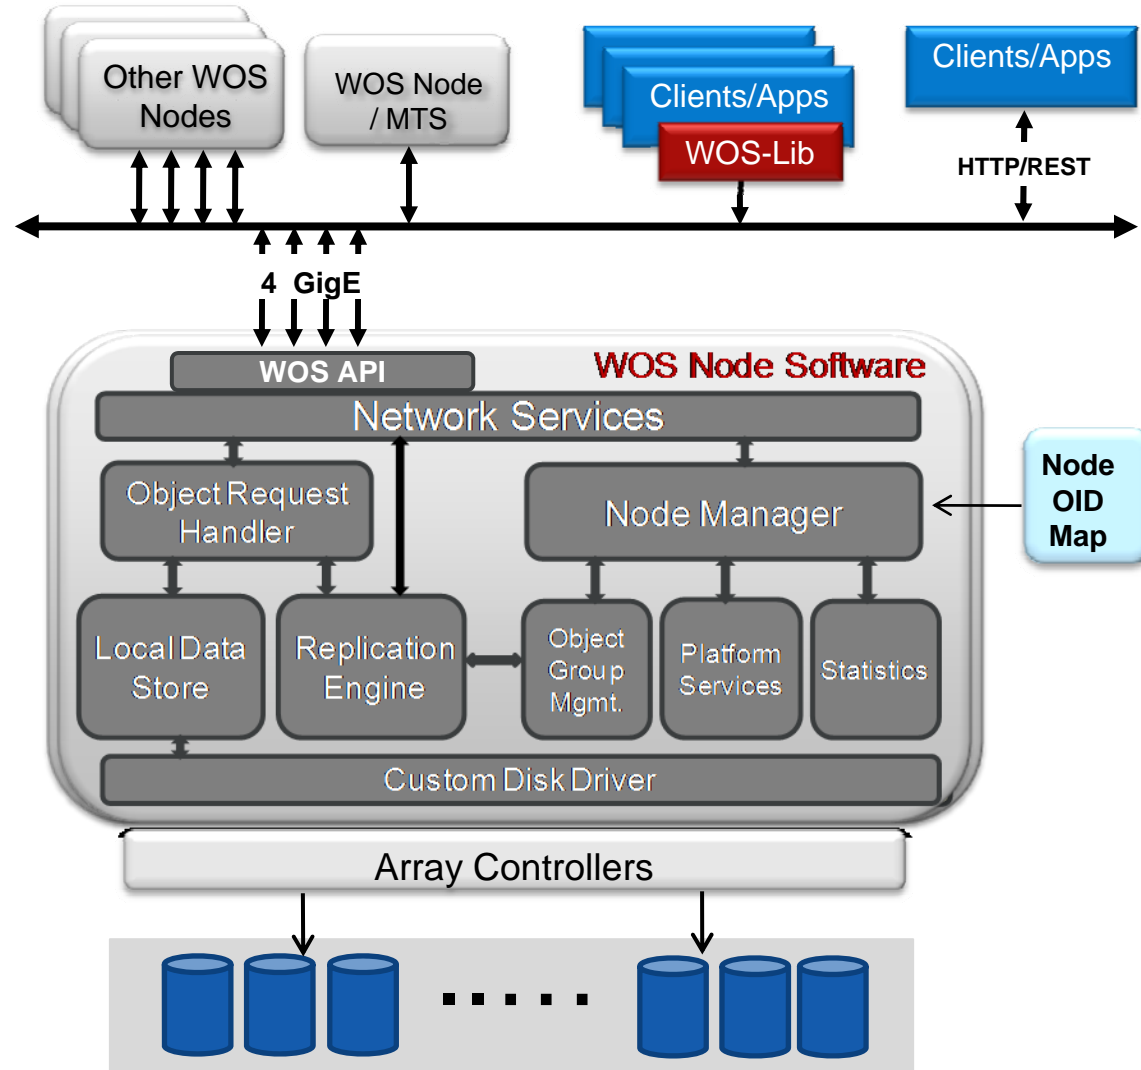 Other WOS
Nodes
WOS Node
/ MTS
Clients/Apps
WOS-Lib
Clients/Apps
HTTP/REST
4 GigE
WOS API
WOS Node Software
Network Services
Object Request
Handler
Node Manager
Node
OID
Map
Local Data
Store
Replication
Engine
Object
Group
Mgmt.
Platform
Services
Statistics
Custom Disk Driver
Array Controllers